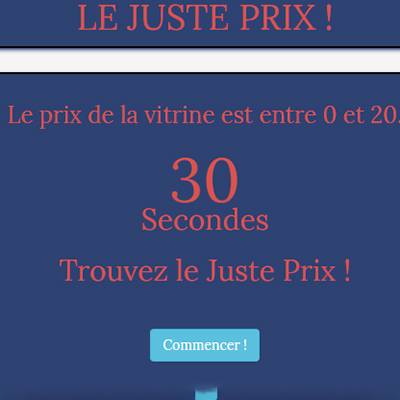 LE JUSTE PRIX !
Le prix de la vitrine est entre 0 et 20.
30
Secondes
Trouvez le Juste Prix !
Commencer !